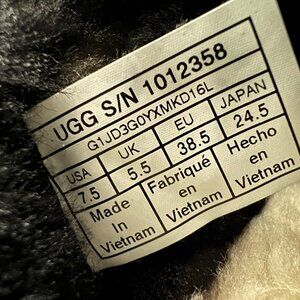 UGG S/N 1012358
G1JD3G0YXMKD16L
USA UK EU JAPAN
7.5 5.5 38.5 24.5
Made Fabriqué Hecho
In en en
Vietnam Vietnam Vietnam